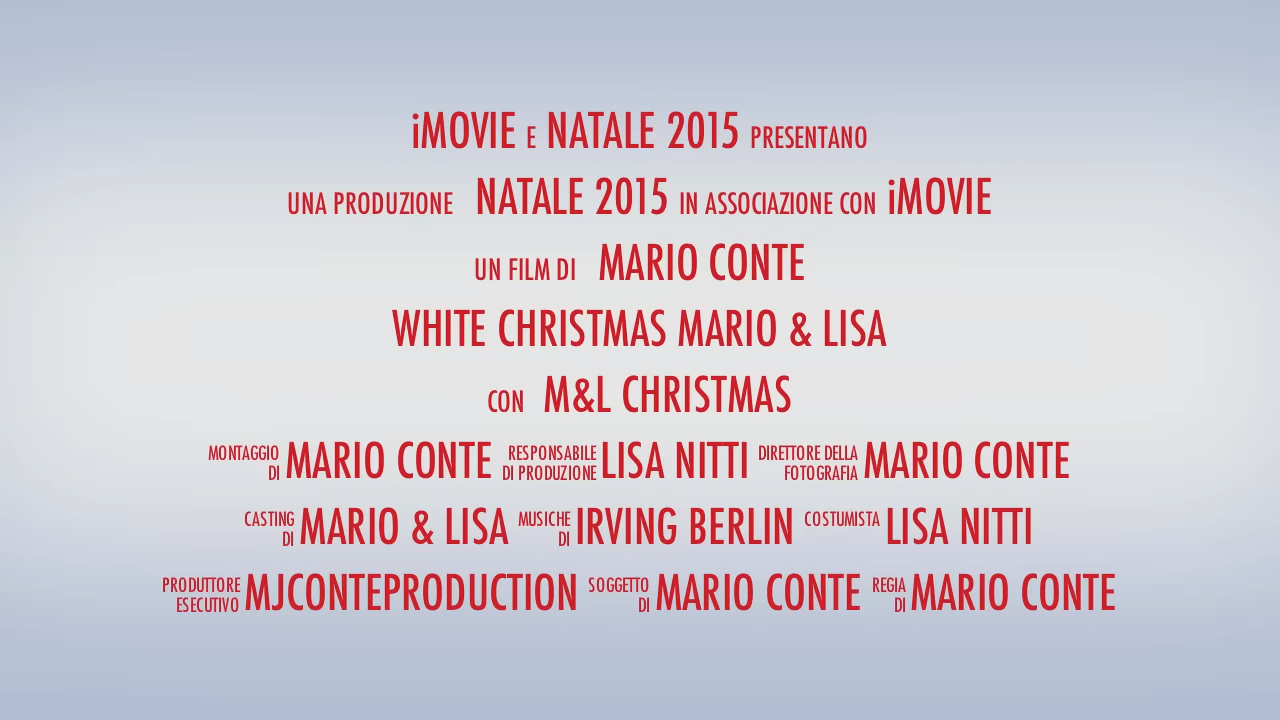 iMOVIE E NATALE 2015 PRESENTANO
UNA PRODUZIONE NATALE 2015 IN ASSOCIAZIONE CON iMOVIE
UN FILM DI MARIO CONTE
WHITE CHRISTMAS MARIO & LISA
CON M&L CHRISTMAS
MONTAGGIO DI MARIO CONTE RESPONSABILE DI PRODUZIONE LISA NITTI DIRETTORE DELLA FOTOGRAFIA MARIO CONTE
CASTING DI MARIO & LISA MUSICHE DI IRVING BERLIN COSTUMISTA LISA NITTI
PRODUTTORE ESECUTIVO MJCONTEPRODUCTION SOGGETTO DI MARIO CONTE REGIA DI MARIO CONTE